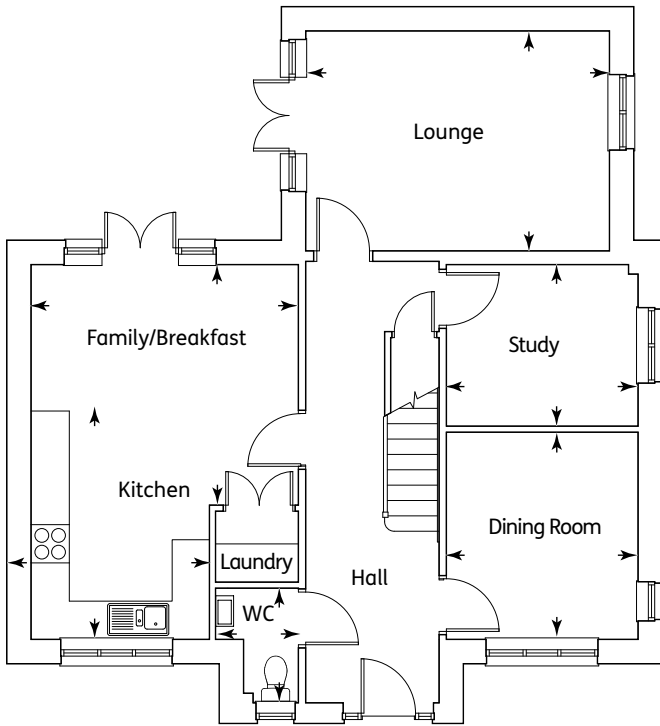 Lounge
Family/Breakfast
Study
Kitchen
Dining Room
Laundry
Hall
WC